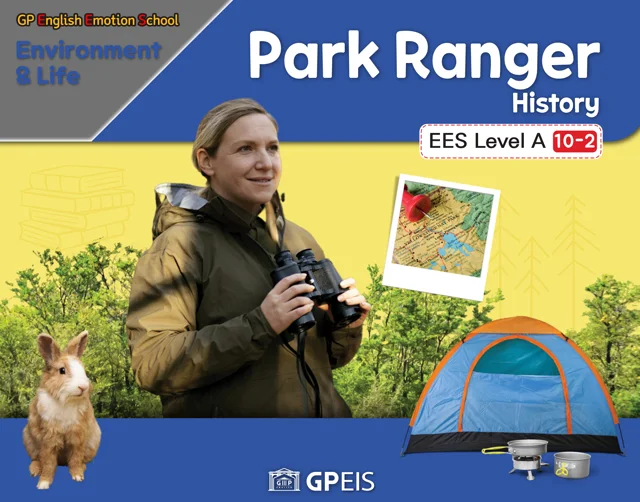 GP English Emotion School
Environment
& Life
Park Ranger
History
EES Level A 10-2
GPEIS